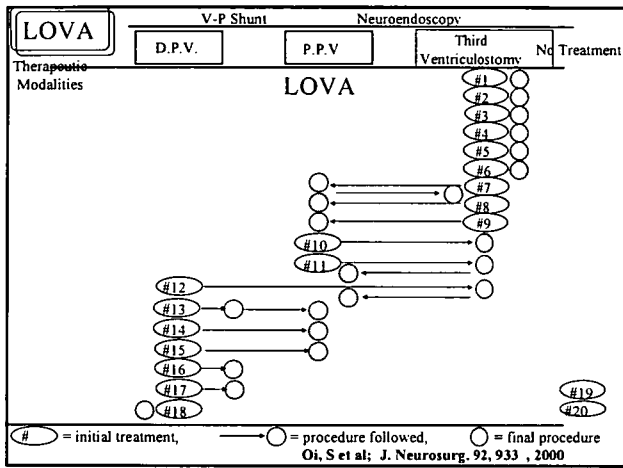 LOVA
Therapeutic
Modalities
V-P Shunt
Neuroendoscopy
D.P.V.
P.P.V
Third
Ventriculostomy
No Treatment
LOVA
#1
#2
#3
#4
#5
#6
#7
#8
#9
#10
#11
#12
#13
#14
#15
#16
#17
#18
#19
#20
# = initial treatment, = procedure followed, = final procedure
Oi, S et al; J. Neurosurg. 92, 933 , 2000